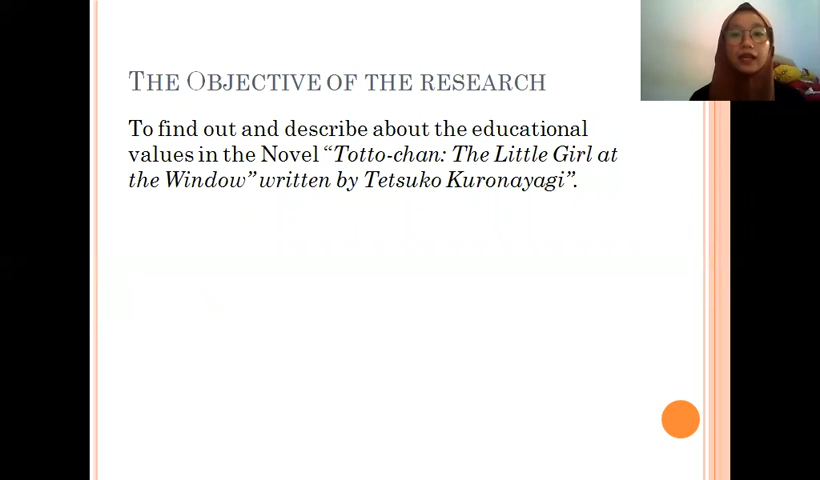 THE OBJECTIVE OF THE RESEARCH
To find out and describe about the educational
values in the Novel “Totto-chan: The Little Girl at
the Window” written by Tetsuko Kuronayagi”.